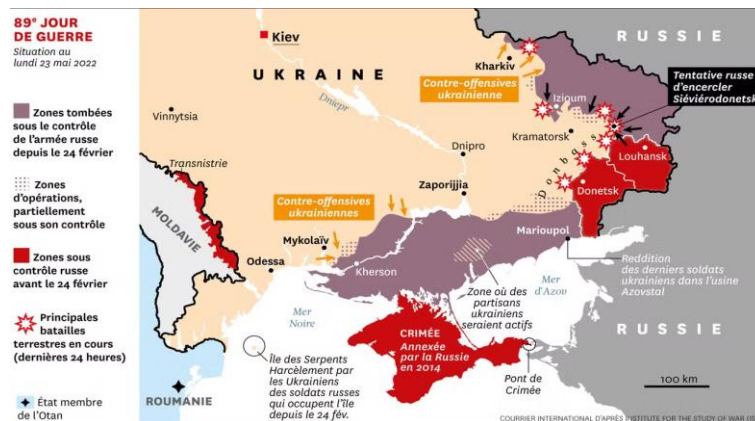 89e JOUR
DE GUERRE
Situation au
lundi 23 mai 2022
Zones tombées
sous le contrôle
de l'armée russe
depuis le 24 février
Zones
d'opérations,
partiellement
sous son contrôle
Zones sous
contrôle russe
avant le 24 février
Principales
batailles
terrestres en cours
(dernières 24 heures)
État membre
de l'Otan
RUSSIE
Kiev
Kharkiv
UKRAINE
Contre-offensives
ukrainienne
Tentative russe
d'encercler
Siéviérodonetsk
Izioum
Dniepr
Vinnytsia
Kramatorsk
Donbass
Louhansk
Dnipro
Transnistrie
Zaporijjia
Donetsk
Contre-offensives
ukrainiennes
MOLDAVIE
Mykolaïv
Marioupol
Odessa
Kherson
Reddition
des derniers soldats
ukrainiens dans l'usine
Azovstal
Mer
d'Azov
Zone où des
partisans
ukrainiens
seraient actifs
Mer
Noire
RUSSIE
CRIMÉE
Annexée
par la Russie
en 2014
Île des Serpents
Harcèlement par
les Ukrainiens
des soldats russes
qui occupent l'île
depuis le 24 fév.
Pont de
Crimée
100 km
ROUMANIE
COURRIER INTERNATIONAL D'APRÈS INSTITUTE FOR THE STUDY OF WAR (IS